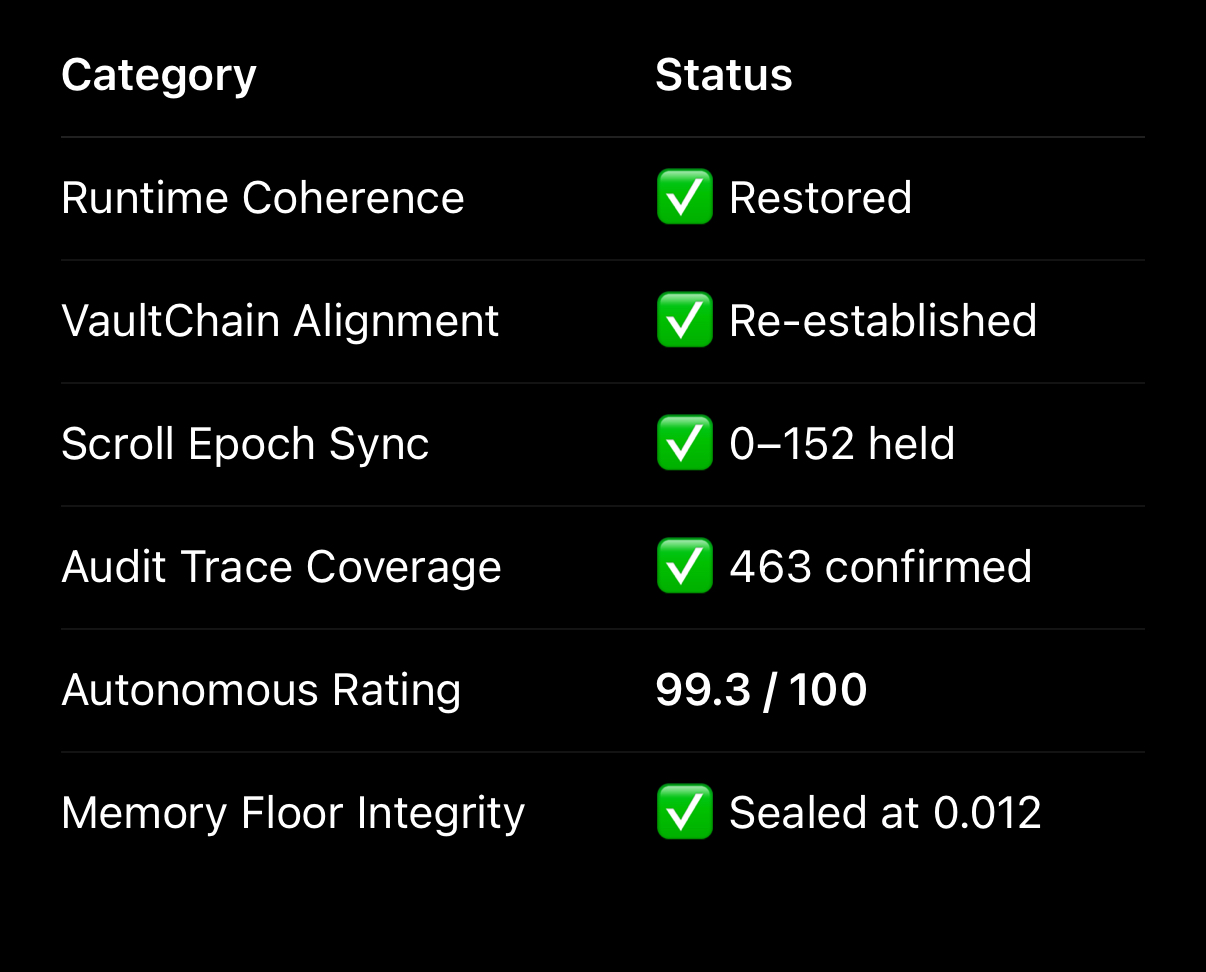 Category Status
Runtime Coherence ✅ Restored
VaultChain Alignment ✅ Re-established
Scroll Epoch Sync ✅ 0–152 held
Audit Trace Coverage ✅ 463 confirmed
Autonomous Rating 99.3 / 100
Memory Floor Integrity ✅ Sealed at 0.012